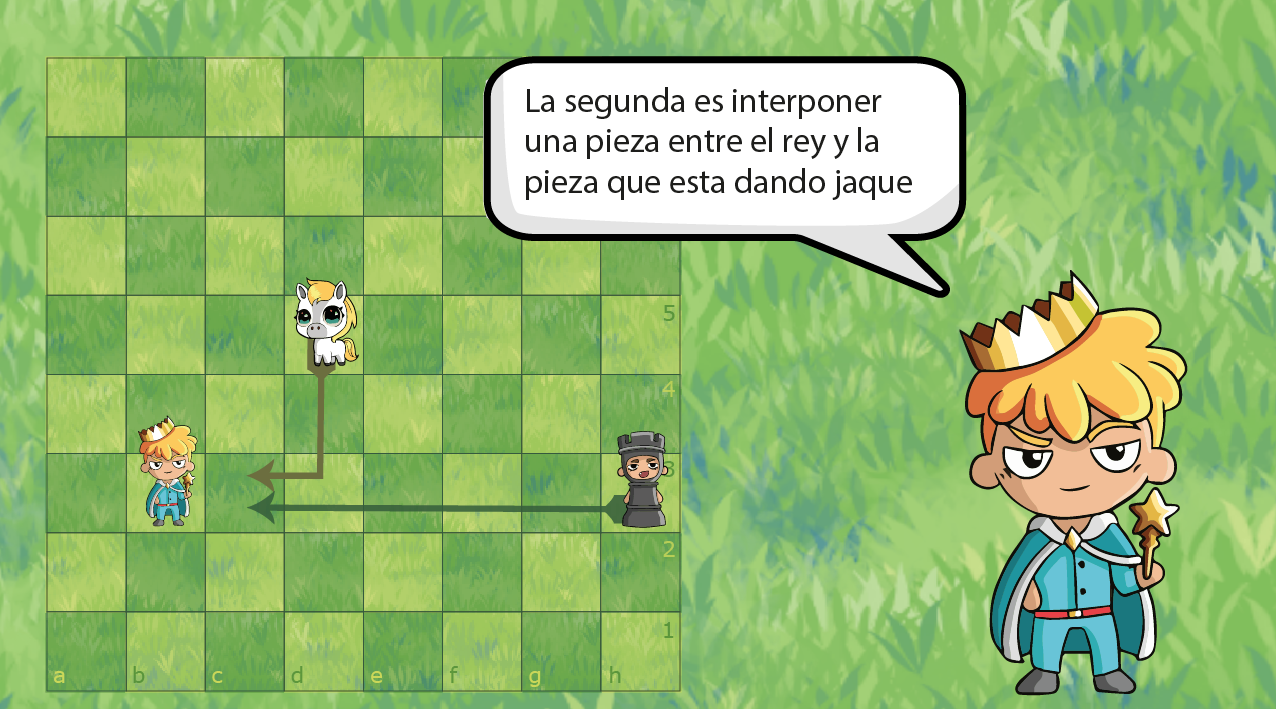 La segunda es interponer
una pieza entre el rey y la
pieza que esta dando jaque
5
4
3
2
1
a b c d e f g h